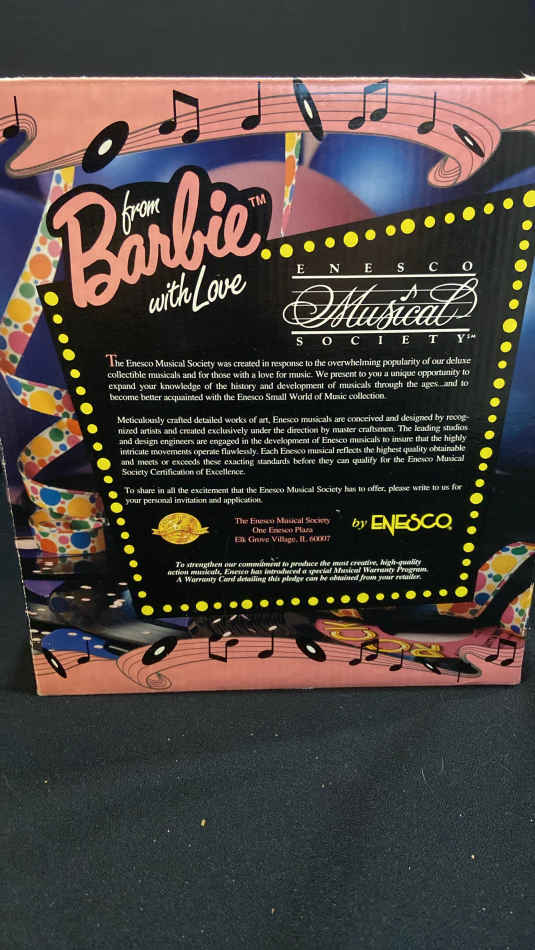 from
Barbie™
with Love
ENESCO
Musical
SOCIETY℠
The Enesco Musical Society was created in response to the overwhelming popularity of our deluxe
collectible musicals and for those with a love for music. We present to you a unique opportunity to
expand your knowledge of the history and development of musicals through the ages...and to
become better acquainted with the Enesco Small World of Music collection.
Meticulously crafted detailed works of art, Enesco musicals are conceived and designed by recog-
nized artists and created exclusively under the direction by master craftsmen. The leading studios
and design engineers are engaged in the development of Enesco musicals to insure that the highly
intricate movements operate flawlessly. Each Enesco musical reflects the highest quality obtainable
and meets or exceeds these exacting standards before they can qualify for the Enesco Musical
Society Certification of Excellence.
To share in all the excitement that the Enesco Musical Society has to offer, please write to us for
your personal invitation and application.
The Enesco Musical Society
One Enesco Plaza
Elk Grove Village, IL 60007
by ENESCO
To strengthen our commitment to produce the most creative, high-quality
action musicals, Enesco has introduced a special Musical Warranty Program.
A Warranty Card detailing this pledge can be obtained from your retailer.